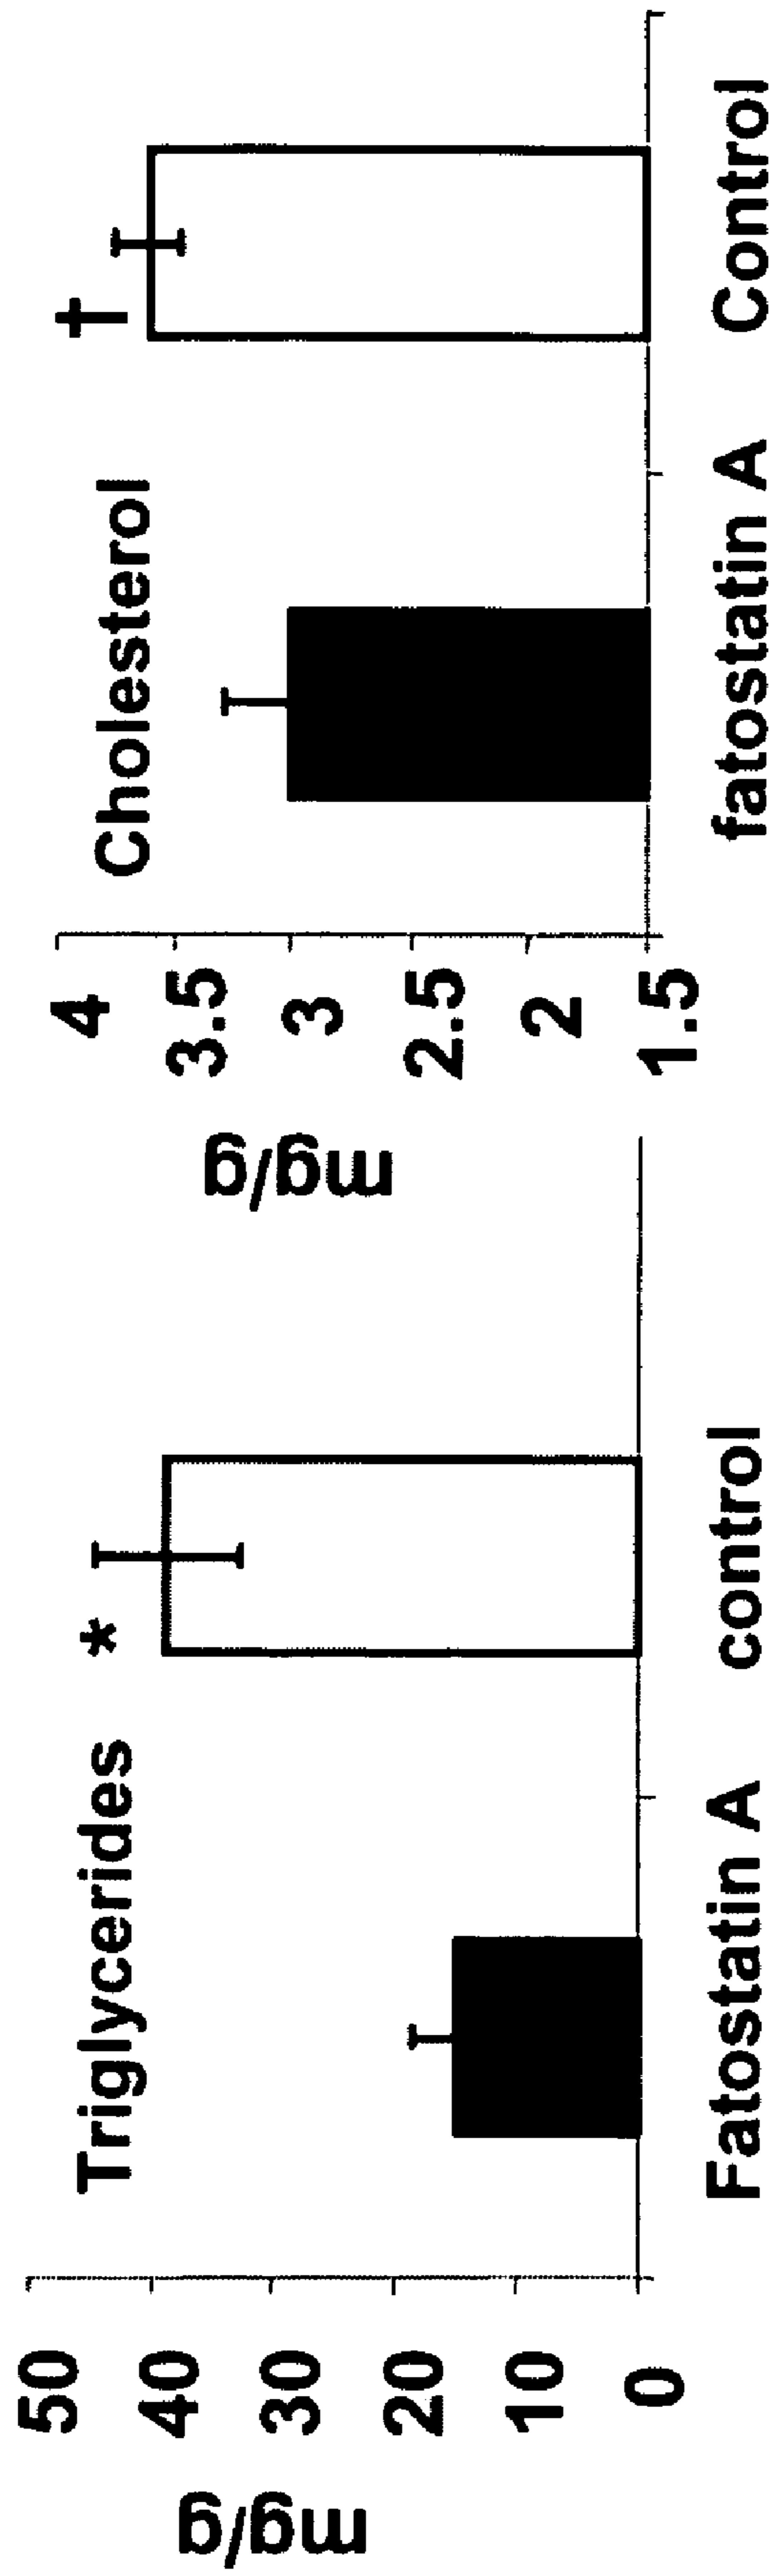 Triglycerides
*
mg/g
50
40
30
20
10
0
Fatostatin A
control
Cholesterol
†
mg/g
4
3.5
3
2.5
2
1.5
fatostatin A
Control